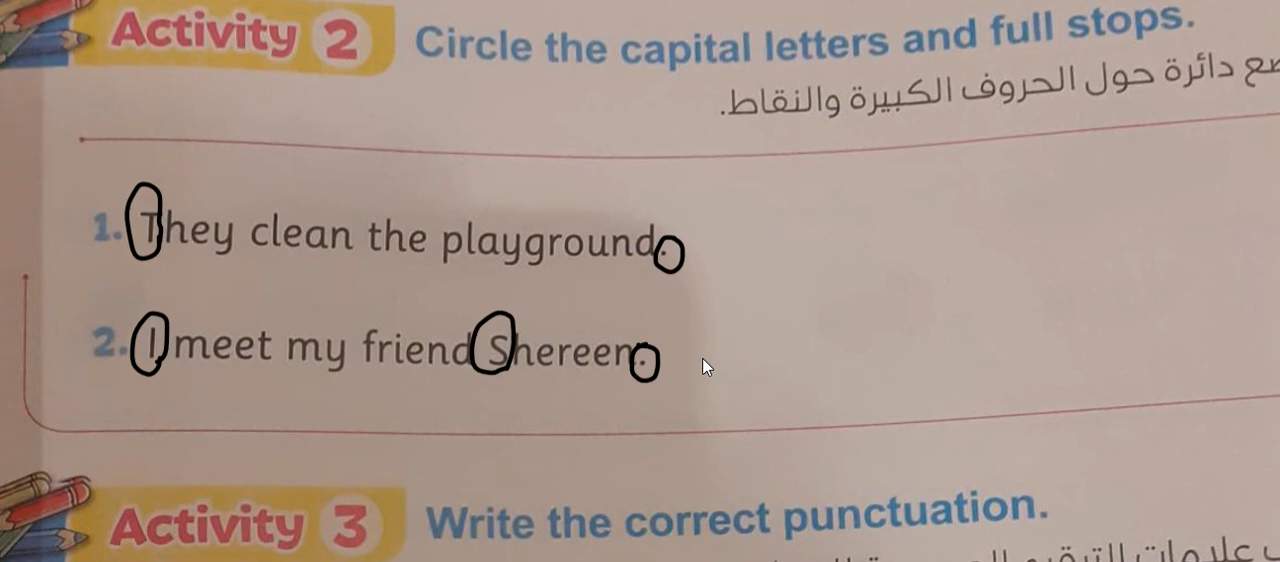 Activity 2 Circle the capital letters and full stops.
دائرة حول الحروف الكبيرة والنقاط.
1. They clean the playground.
2. I meet my friend Shereen.
Activity 3 Write the correct punctuation.